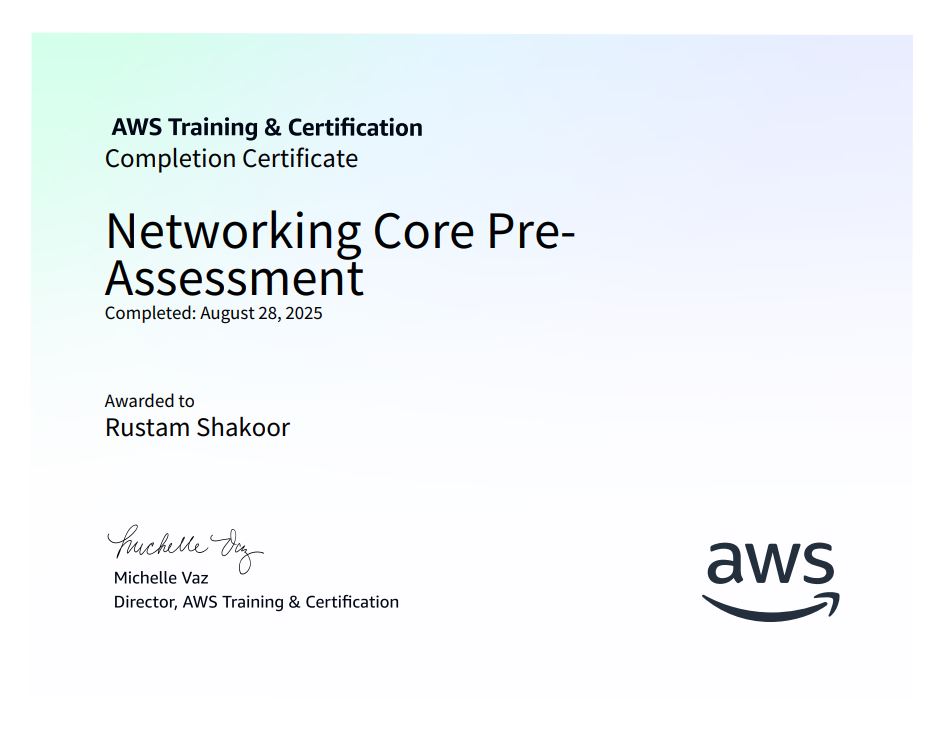 AWS Training & Certification
Completion Certificate
Networking Core Pre-
Assessment
Completed: August 28, 2025
Awarded to
Rustam Shakoor
Michelle Vaz
Michelle Vaz
Director, AWS Training & Certification
aws